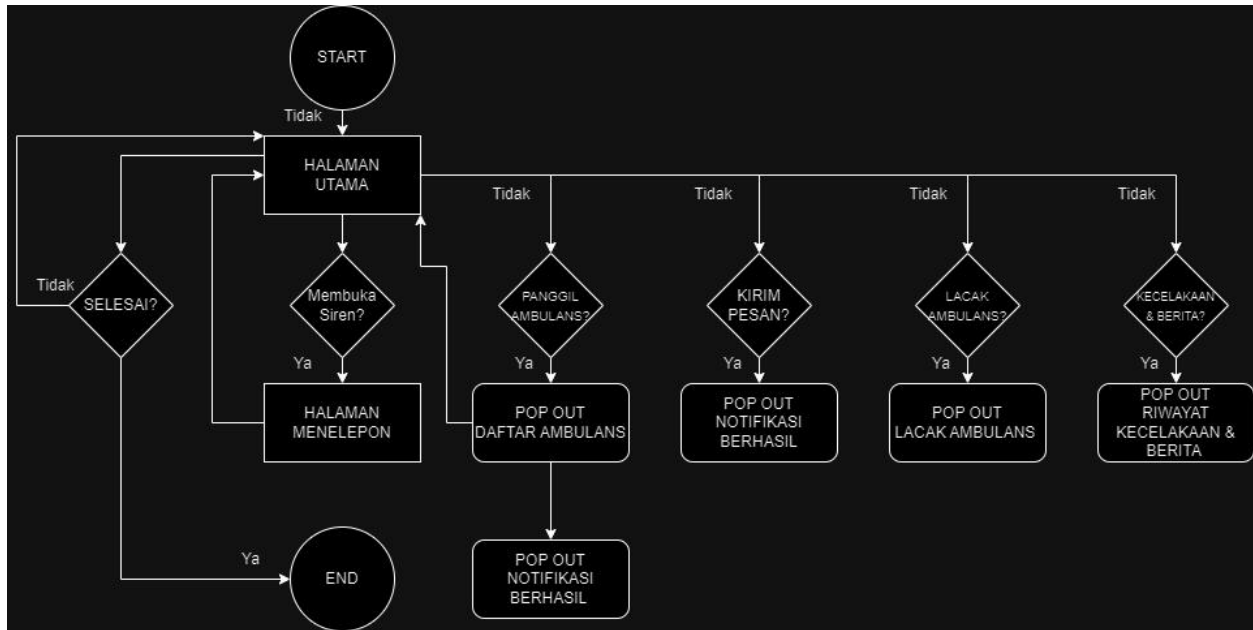 START
Tidak
HALAMAN
UTAMA
Tidak
Tidak
Tidak
Tidak
Tidak
SELESAI?
Membuka
Siren?
PANGGIL
AMBULANS?
KIRIM
PESAN?
LACAK
AMBULANS?
KECELAKAAN
& BERITA?
Ya
Ya
Ya
Ya
Ya
HALAMAN
MENELEPON
POP OUT
DAFTAR AMBULANS
POP OUT
NOTIFIKASI
BERHASIL
POP OUT
LACAK AMBULANS
POP OUT
RIWAYAT
KECELAKAAN &
BERITA
Ya
END
POP OUT
NOTIFIKASI
BERHASIL